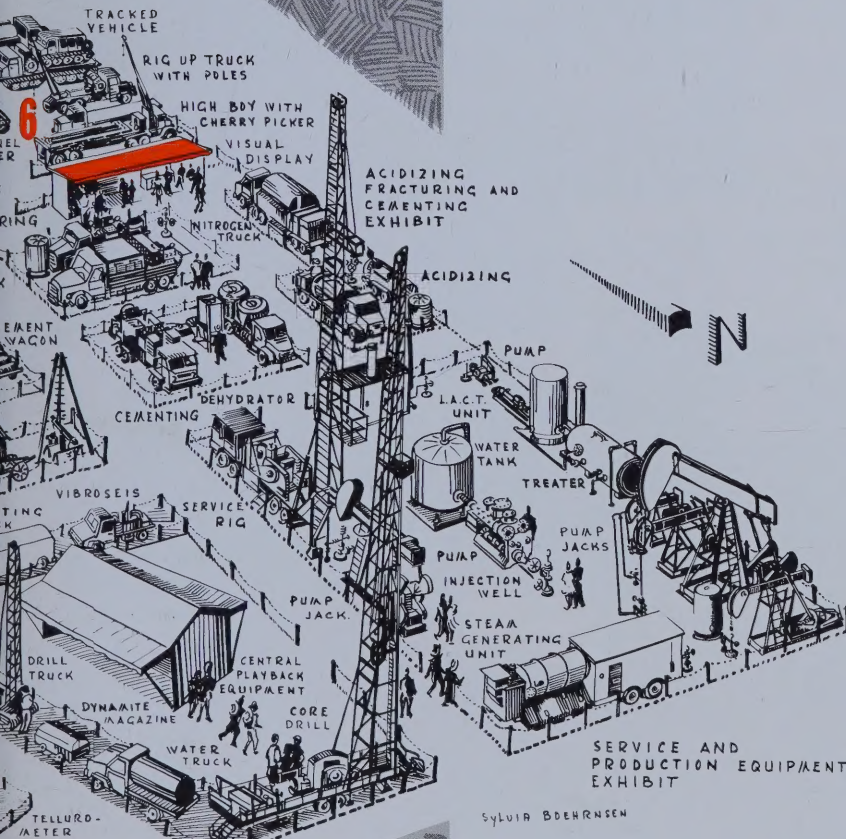 TRACKED
VEHICLE
RIG UP TRUCK
WITH POLES
6
HIGH BOY WITH
CHERRY PICKER
VISUAL
DISPLAY
ACIDIZING
FRACTURING AND
CEMENTING
EXHIBIT
NITROGEN
TRUCK
ACIDIZING
N
WAGON
PUMP
CEMENTING
DEHYDRATOR
L.A.C.T.
UNIT
WATER
TANK
TREATER
VIBROSEIS
SERVICE
RIG
PUMP
JACKS
PUMP
INJECTION
WELL
PUMP
JACK.
STEAM
GENERATING
UNIT
DRILL
TRUCK
CENTRAL
PLAYBACK
EQUIPMENT
DYNAMITE
MAGAZINE
CORE
DRILL
WATER
TRUCK
SERVICE AND
PRODUCTION EQUIPMENT
EXHIBIT
SYLVIA BOEHRNSEN
TELLURO-
METER